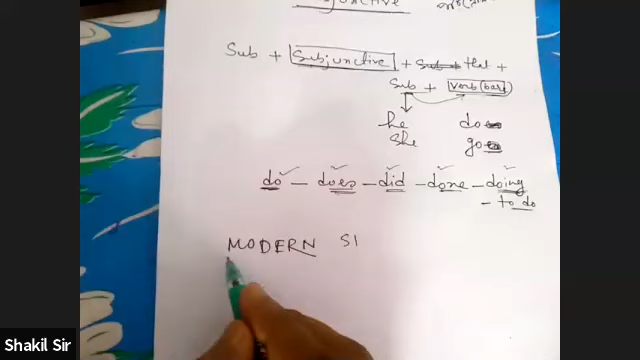 Sub + Subjunctive + that +
Sub + verb (bare)
he do
she go
do - does - did - done - doing
- to do
MODERN SI
Shakil Sir